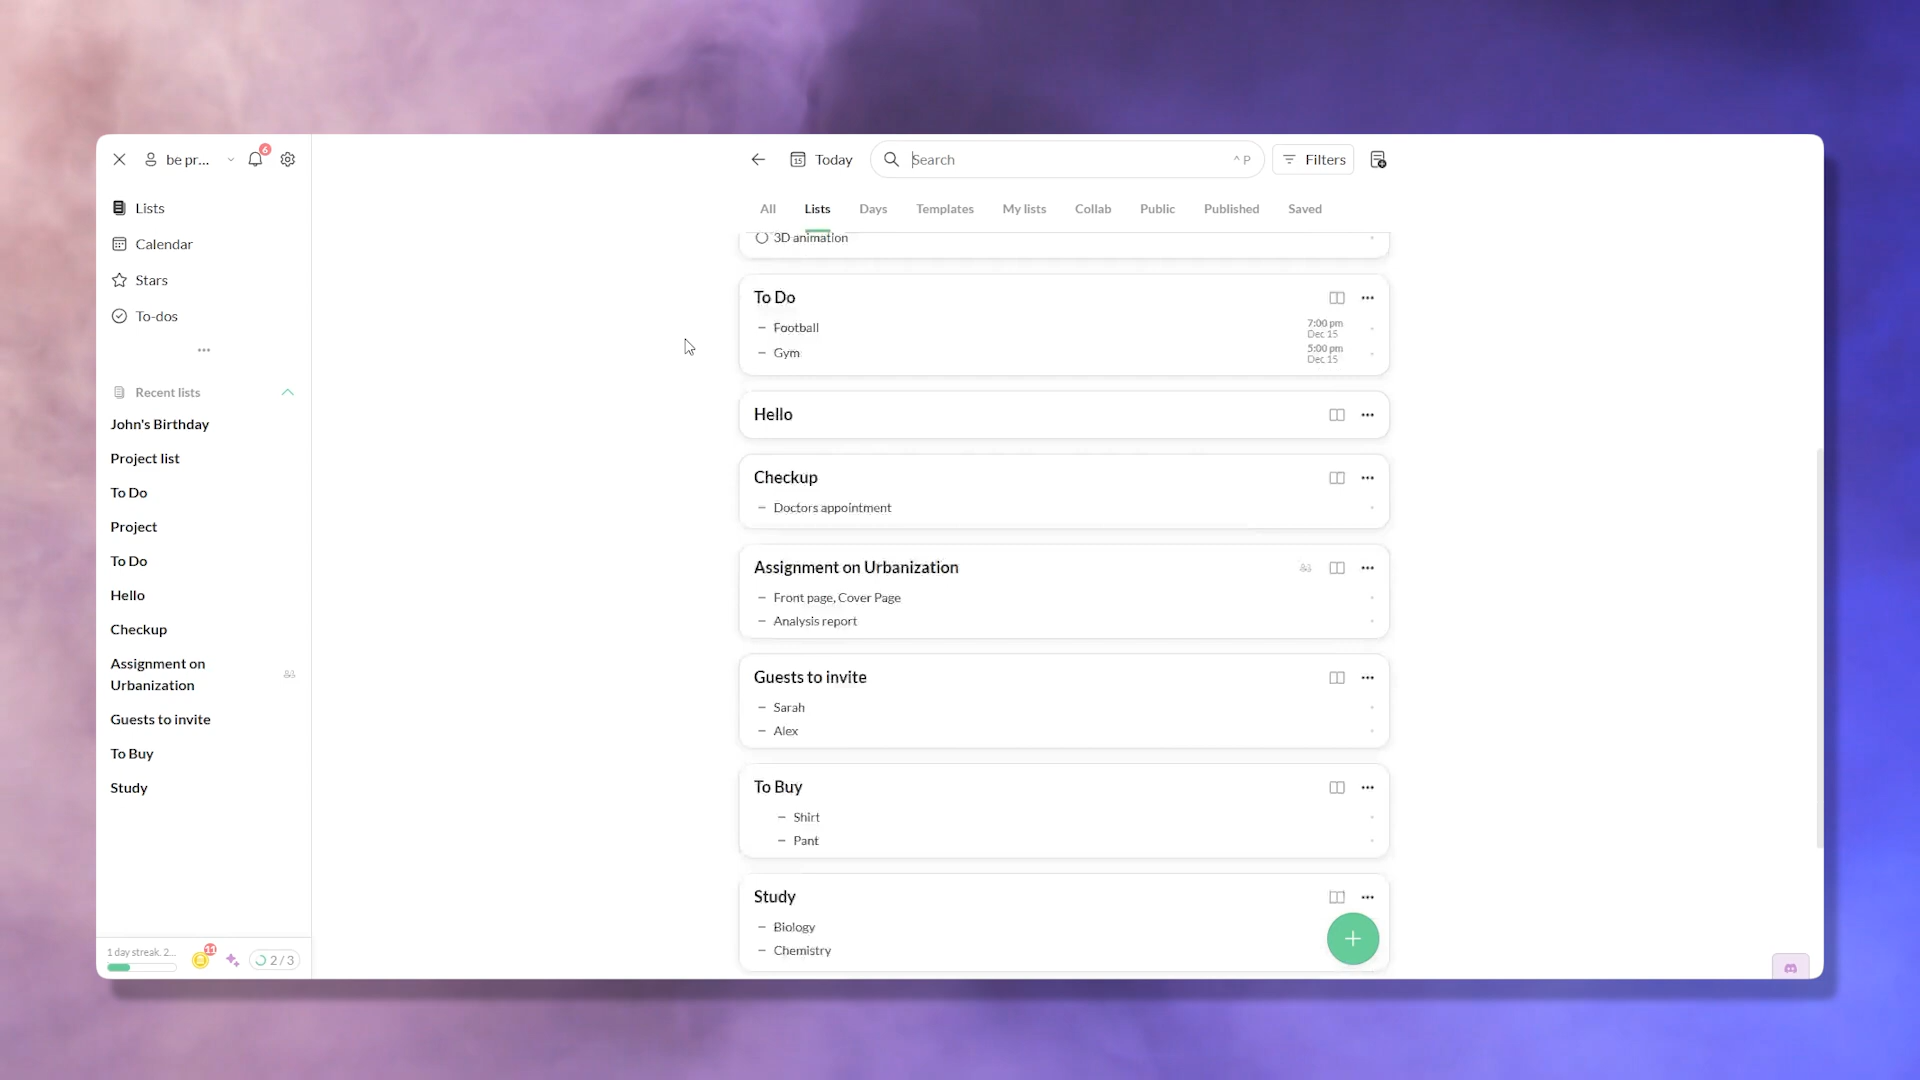 be pr...
6
Lists
Calendar
Stars
To-dos
Recent lists
John's Birthday
Project list
To Do
Project
To Do
Hello
Checkup
Assignment on
Urbanization
Guests to invite
To Buy
Study
1 day streak, 2...
11
2 / 3
15
Today
Search
^ P
Filters
All
Lists
Days
Templates
My lists
Collab
Public
Published
Saved
3D animation
To Do
– Football
7:00 pm
Dec 15
– Gym
5:00 pm
Dec 15
Hello
Checkup
– Doctors appointment
Assignment on Urbanization
– Front page, Cover Page
– Analysis report
Guests to invite
– Sarah
– Alex
To Buy
– Shirt
– Pant
Study
– Biology
– Chemistry